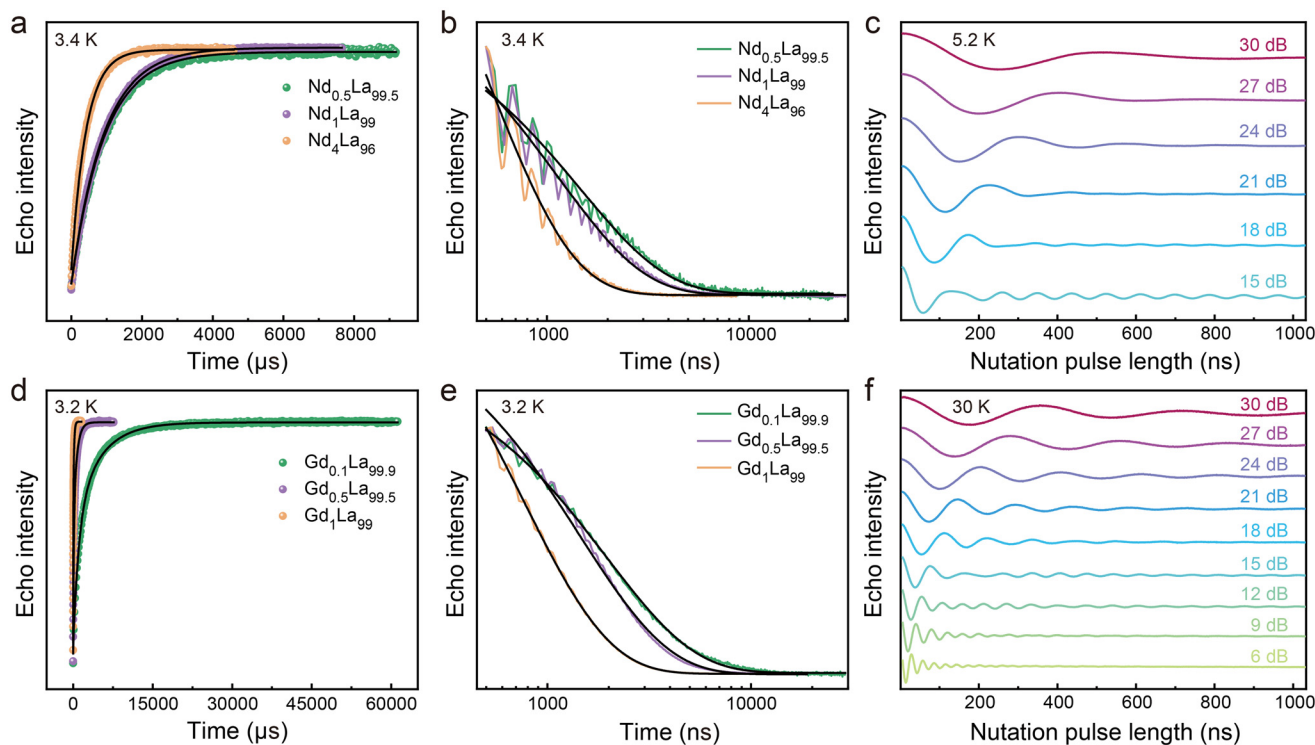 a
3.4 K
Nd0.5La99.5
Nd1La99
Nd4La96
Echo intensity
0 2000 4000 6000 8000
Time (µs)
b
3.4 K
Nd0.5La99.5
Nd1La99
Nd4La96
Echo intensity
1000 10000
Time (ns)
c
5.2 K
30 dB
27 dB
24 dB
21 dB
18 dB
15 dB
Echo intensity
200 400 600 800 1000
Nutation pulse length (ns)
d
3.2 K
Gd0.1La99.9
Gd0.5La99.5
Gd1La99
Echo intensity
0 15000 30000 45000 60000
Time (µs)
e
3.2 K
Gd0.1La99.9
Gd0.5La99.5
Gd1La99
Echo intensity
1000 10000
Time (ns)
f
30 K
30 dB
27 dB
24 dB
21 dB
18 dB
15 dB
12 dB
9 dB
6 dB
Echo intensity
200 400 600 800 1000
Nutation pulse length (ns)